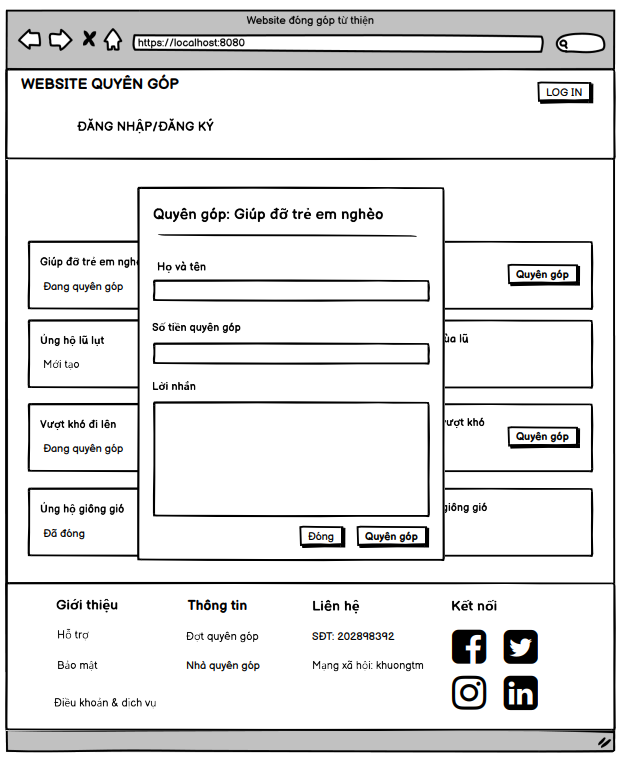 Website đóng góp từ thiện
https://localhost:8080
WEBSITE QUYÊN GÓP
LOG IN
ĐĂNG NHẬP/ĐĂNG KÝ
Quyên góp: Giúp đỡ trẻ em nghèo
Giúp đỡ trẻ em nghè
Đang quyên góp
Quyên góp
Họ và tên
Số tiền quyên góp
Ủng hộ lũ lụt
Mới tạo
ùa lũ
Lời nhắn
Vượt khó đi lên
Đang quyên góp
vượt khó
Quyên góp
Ủng hộ giông gió
Đã đóng
giông gió
Đóng
Quyên góp
Giới thiệu
Thông tin
Liên hệ
Kết nối
Hỗ trợ
Đợt quyên góp
SĐT: 202898392
Bảo mật
Nhà quyên góp
Mạng xã hội: khuongtm
Điều khoản & dịch vụ